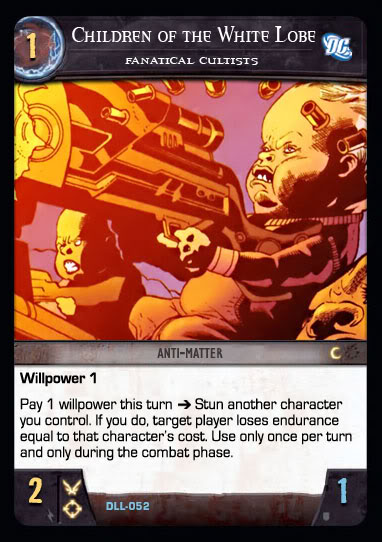 1
CHILDREN OF THE WHITE LOBE
DC
FANATICAL CULTISTS
ANTI-MATTER
C
Willpower 1
Pay 1 willpower this turn ➔ Stun another character
you control. If you do, target player loses endurance
equal to that character's cost. Use only once per turn
and only during the combat phase.
2
DLL-052
1